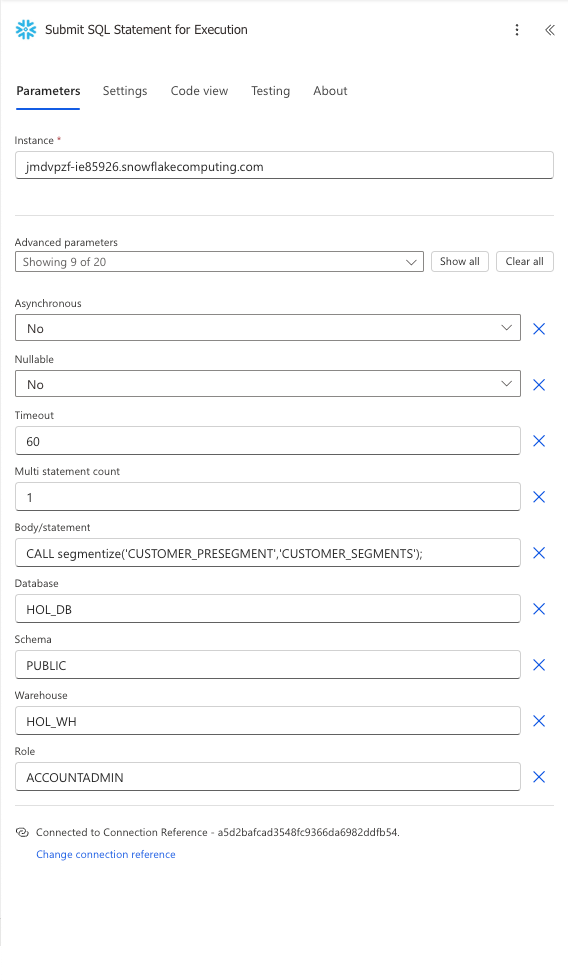 Submit SQL Statement for Execution
Parameters Settings Code view Testing About
Instance *
jmdvpzf-ie85926.snowflakecomputing.com
Advanced parameters
Showing 9 of 20 Show all Clear all
Asynchronous
No
Nullable
No
Timeout
60
Multi statement count
1
Body/statement
CALL segmentize('CUSTOMER_PRESEGMENT','CUSTOMER_SEGMENTS');
Database
HOL_DB
Schema
PUBLIC
Warehouse
HOL_WH
Role
ACCOUNTADMIN
Connected to Connection Reference - a5d2bafcad3548fc9366da6982ddfb54.
Change connection reference